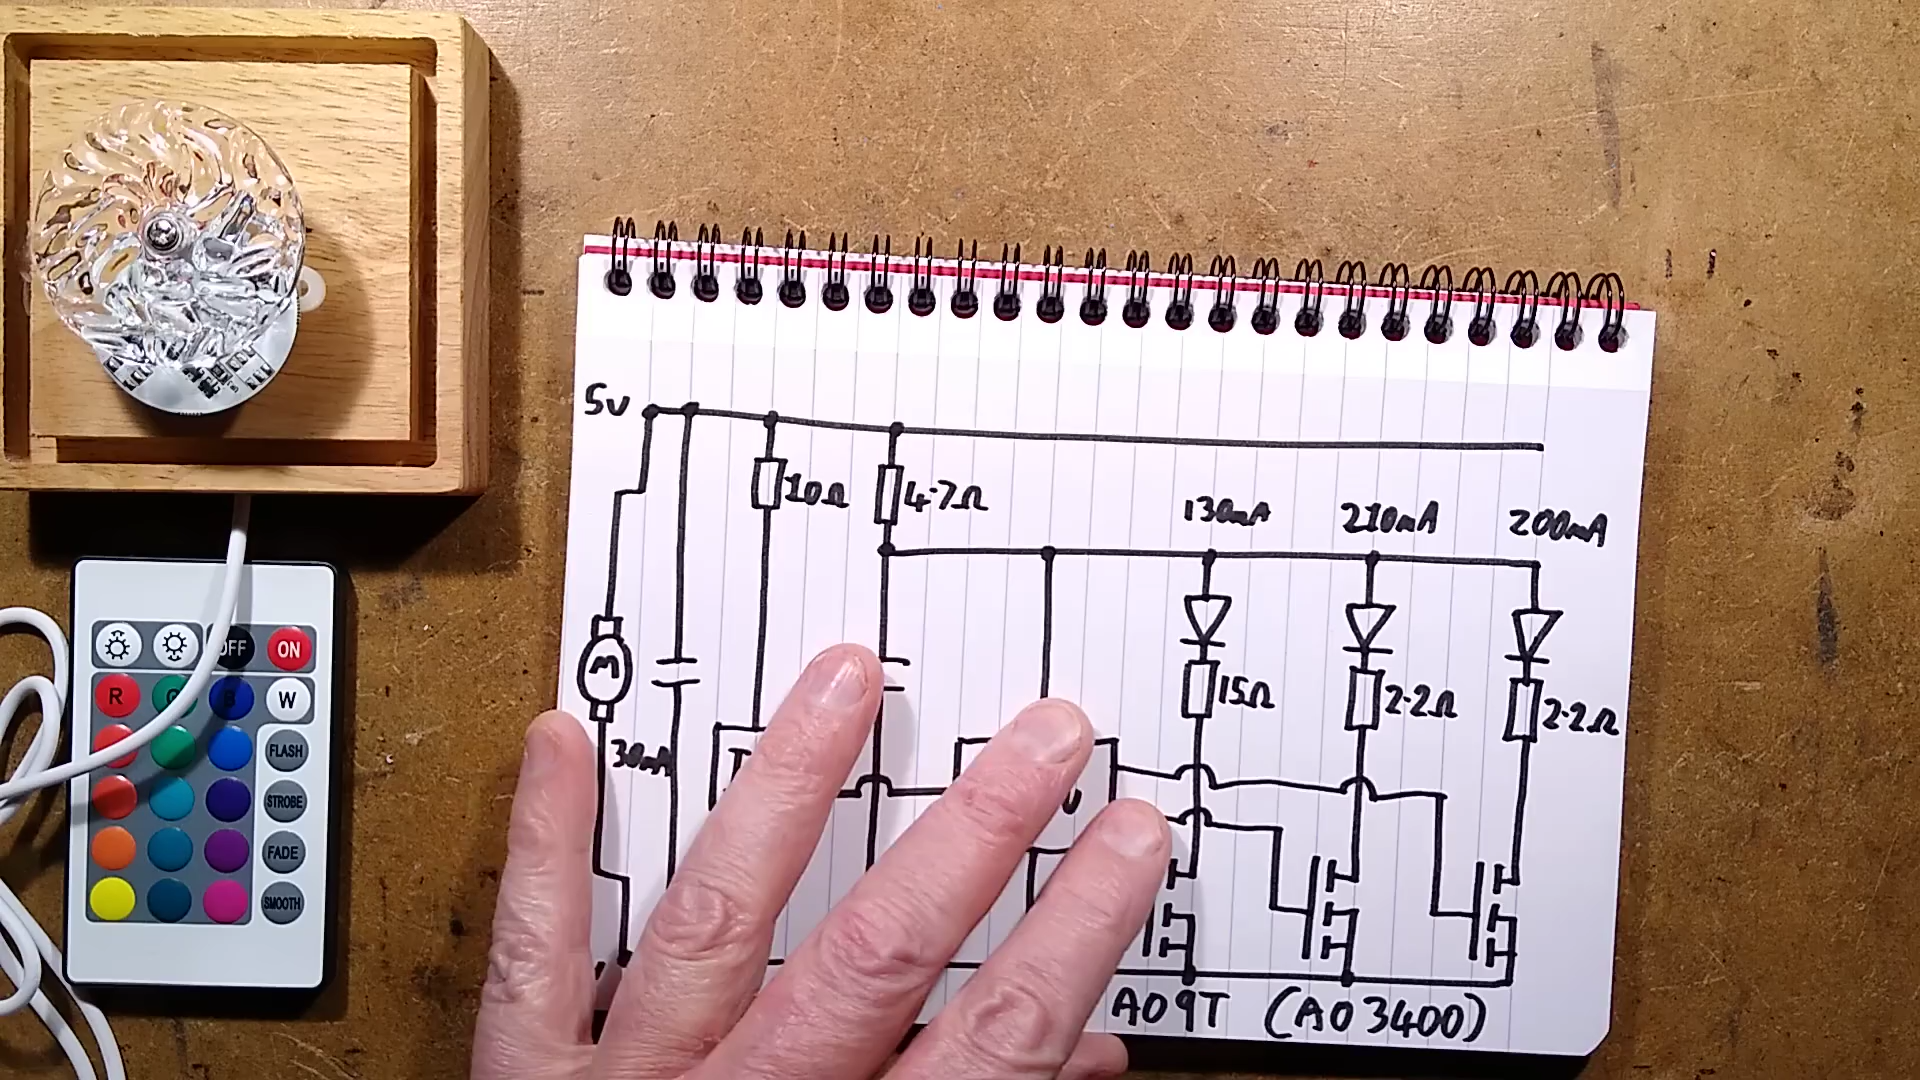 5v
10Ω 4.7Ω 130mA 210mA 200mA
15Ω 2.2Ω 2.2Ω
M
30mA
A09T (A03400)
OFF ON
R G B W
FLASH
STROBE
FADE
SMOOTH